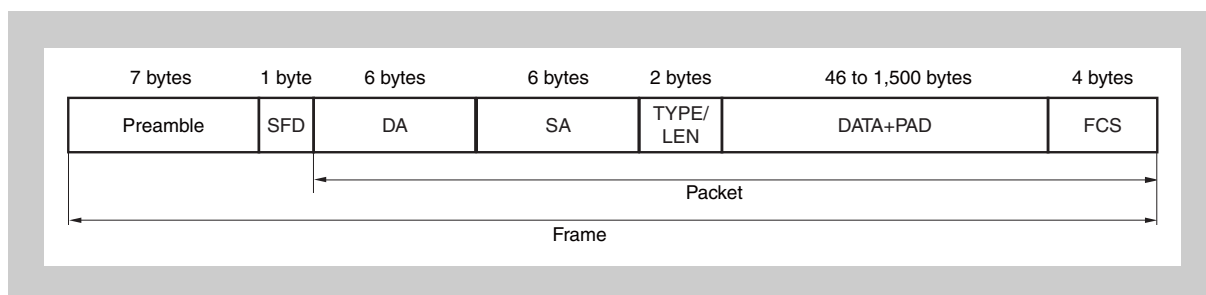 7 bytes 1 byte 6 bytes 6 bytes 2 bytes 46 to 1,500 bytes 4 bytes
Preamble SFD DA SA TYPE/ DATA+PAD FCS
LEN
Packet
Frame